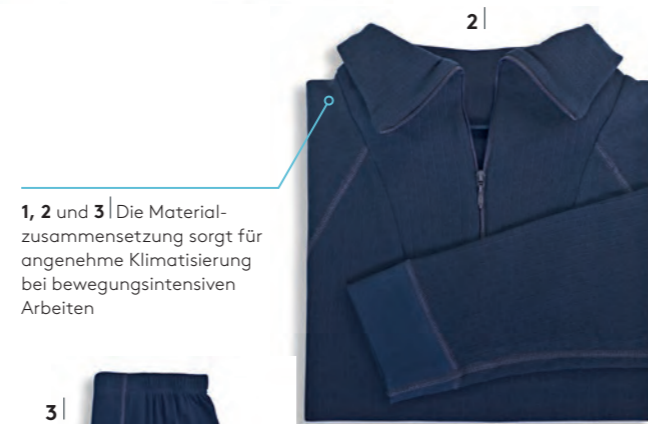 2|
1, 2 und 3| Die Material-
zusammensetzung sorgt für
angenehme Klimatisierung
bei bewegungsintensiven
Arbeiten
3|